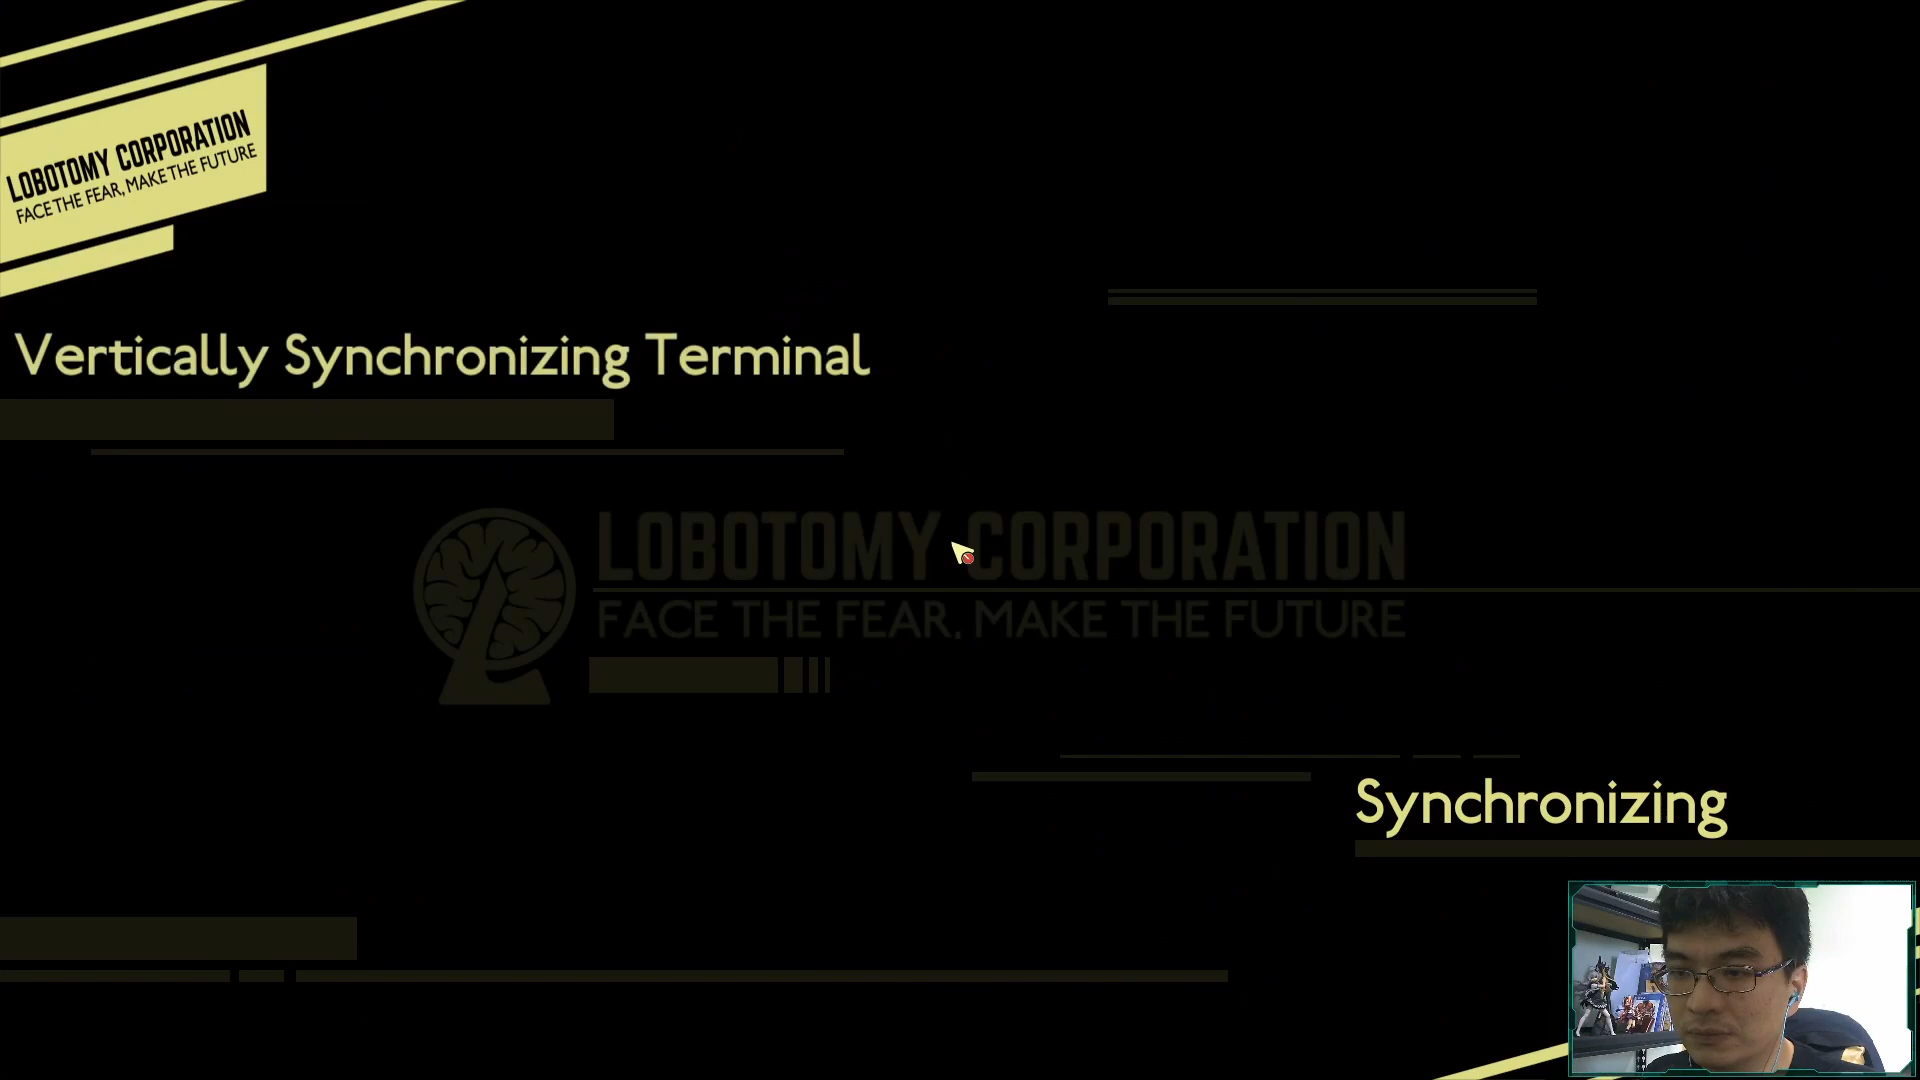 LOBOTOMY CORPORATION
FACE THE FEAR, MAKE THE FUTURE
Vertically Synchronizing Terminal
LOBOTOMY CORPORATION
FACE THE FEAR, MAKE THE FUTURE
Synchronizing